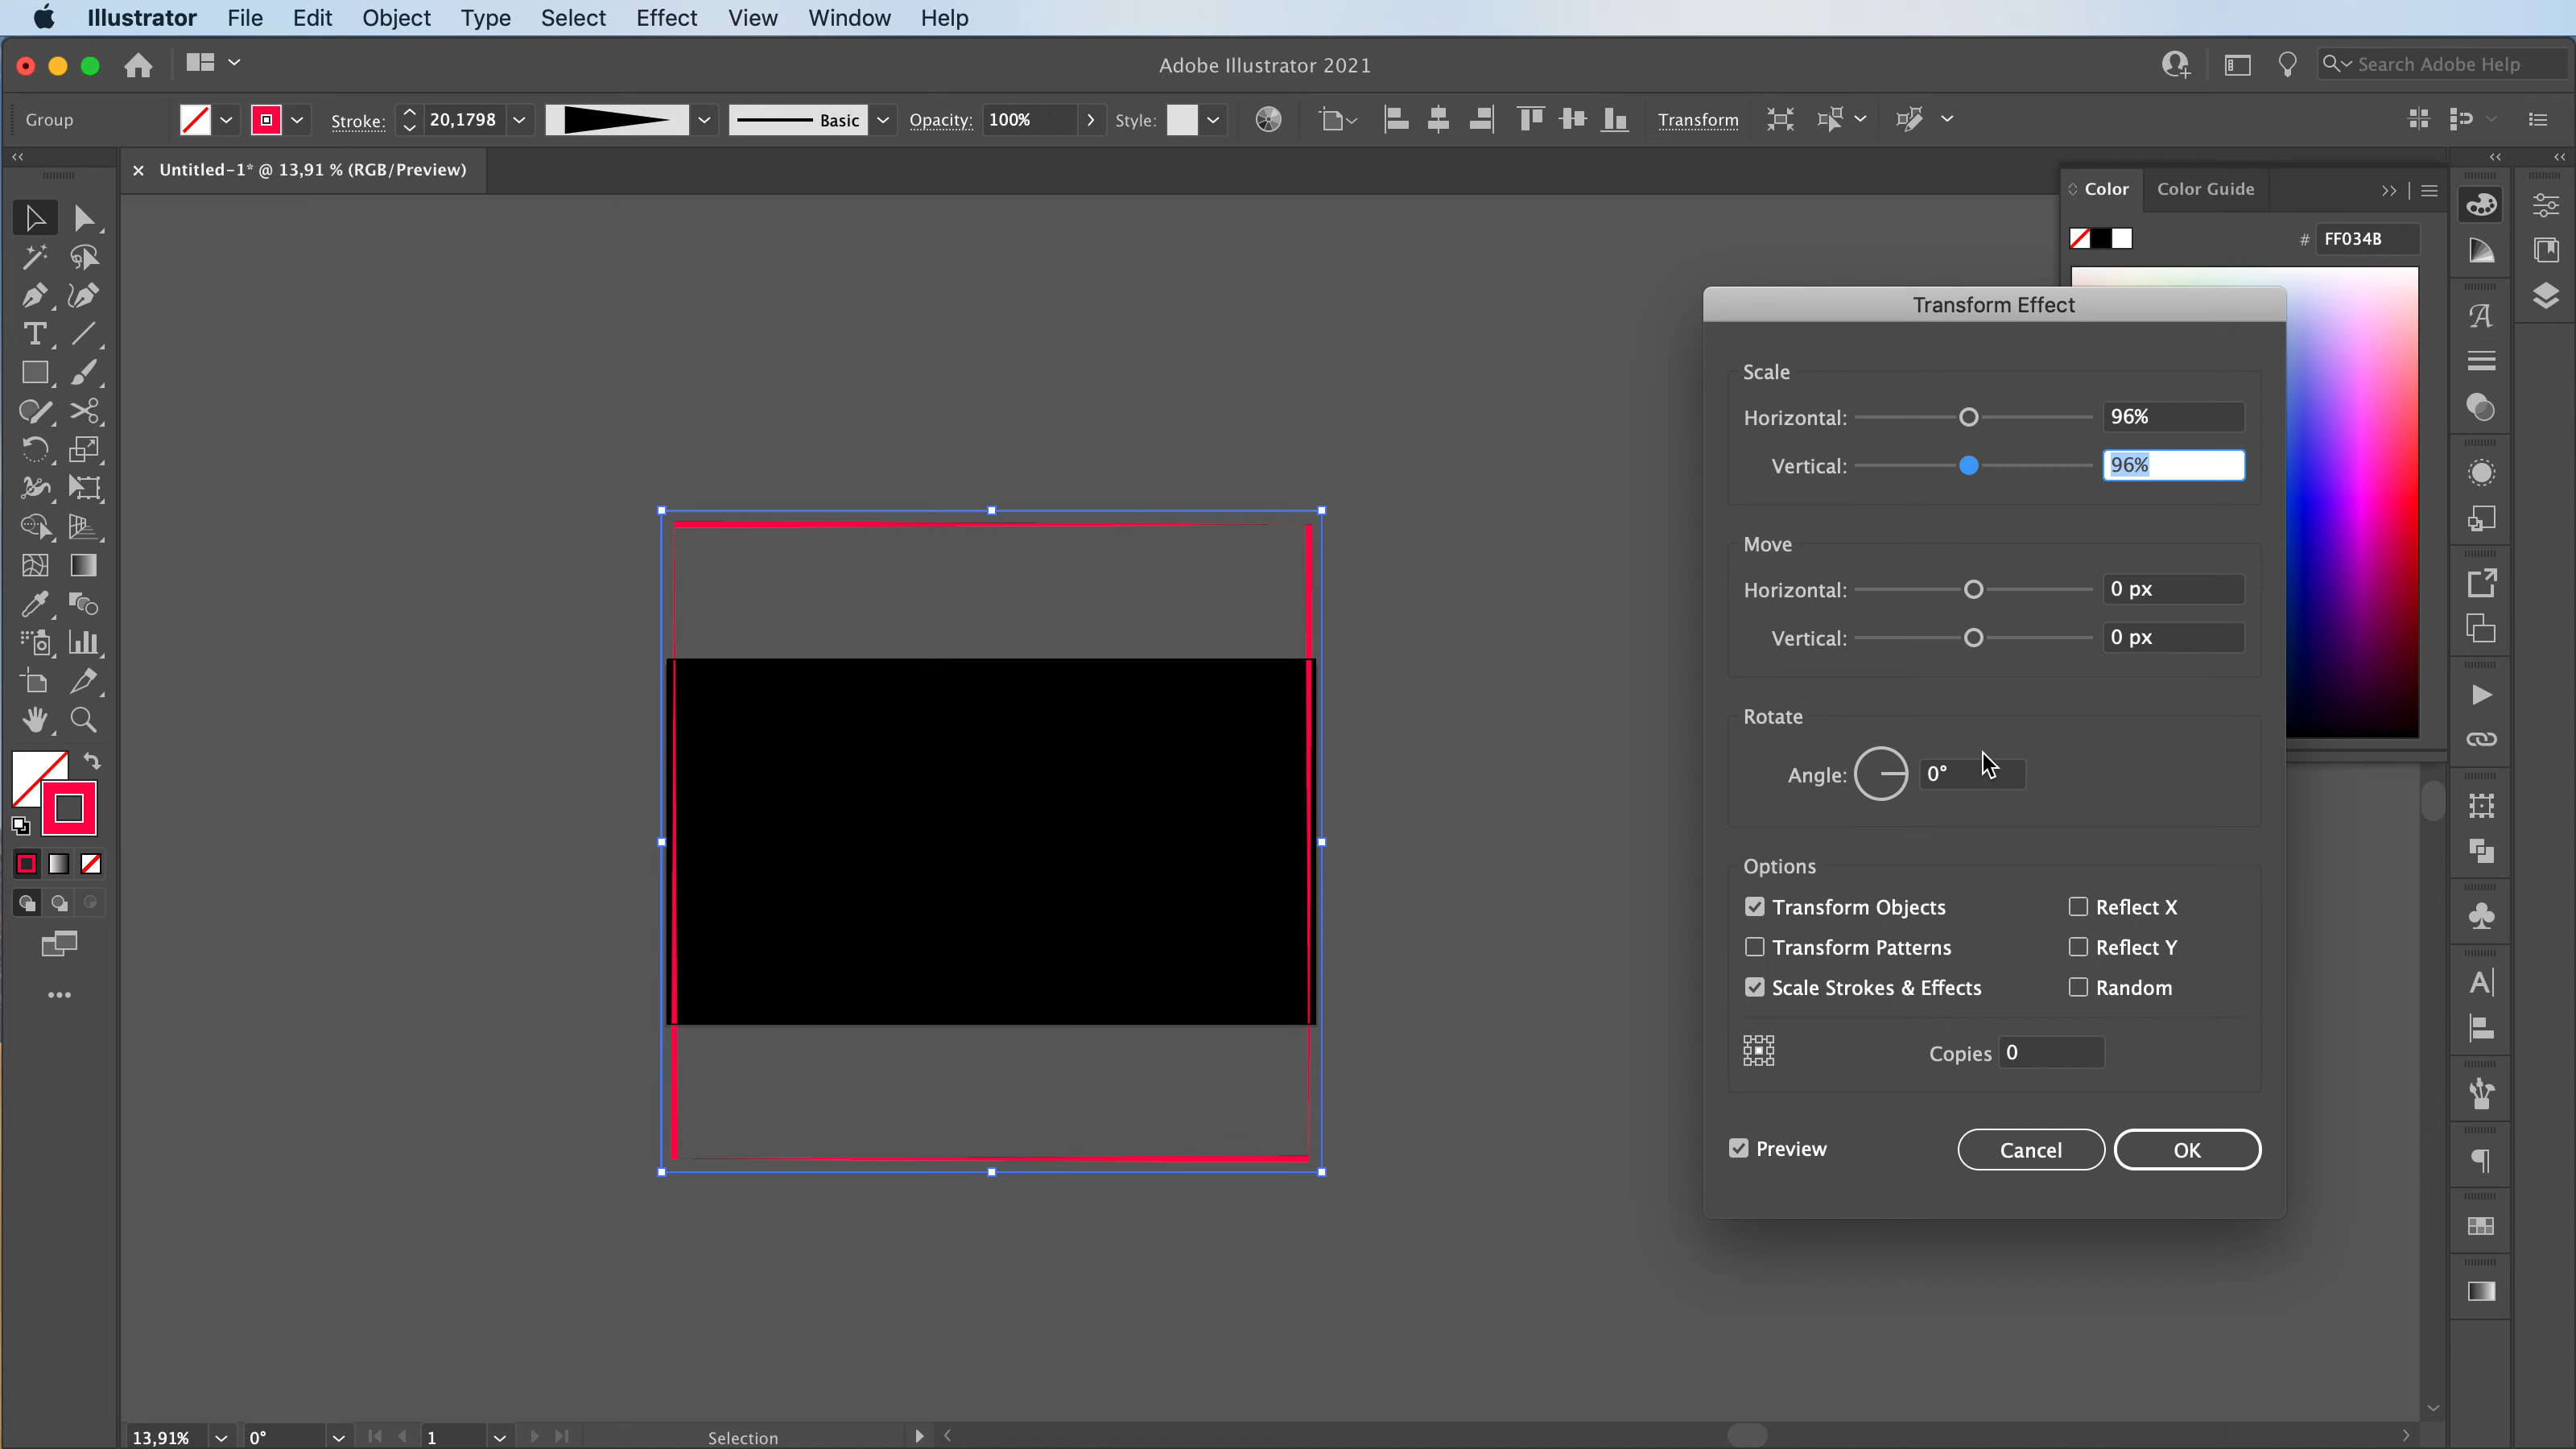 Illustrator File Edit Object Type Select Effect View Window Help
Adobe Illustrator 2021
Search Adobe Help
Group
Stroke: 20,1798
Basic
Opacity: 100%
Style:
Transform
× Untitled-1* @ 13,91 % (RGB/Preview)
Color Color Guide
# FF034B
Transform Effect
Scale
Horizontal: 96%
Vertical: 96%
Move
Horizontal: 0 px
Vertical: 0 px
Rotate
Angle: 0°
Options
Transform Objects Reflect X
Transform Patterns Reflect Y
Scale Strokes & Effects Random
Copies 0
Preview Cancel OK
13,91% 0° 1 Selection